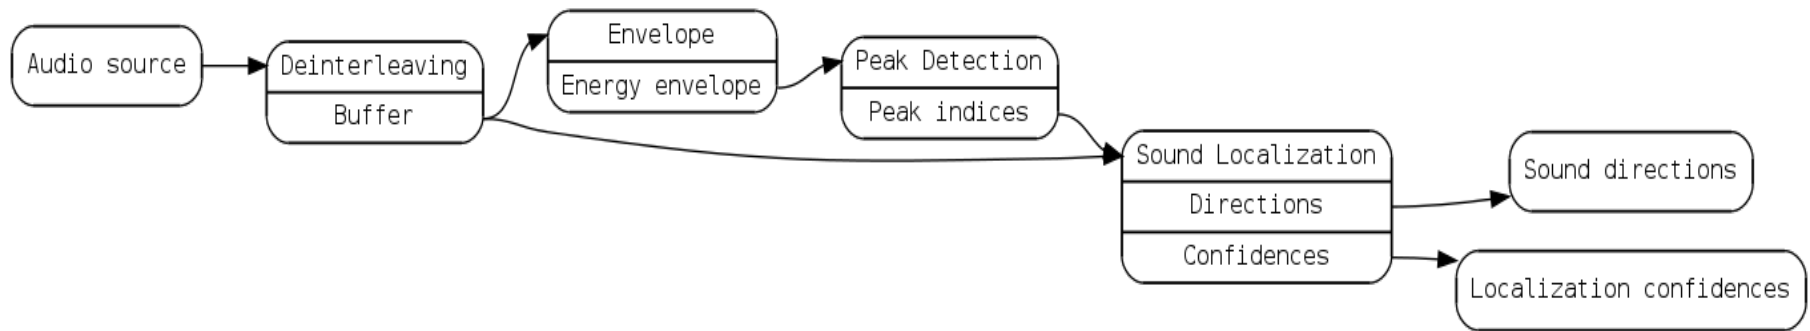 Audio source
Deinterleaving
Buffer
Envelope
Energy envelope
Peak Detection
Peak indices
Sound Localization
Directions
Confidences
Sound directions
Localization confidences